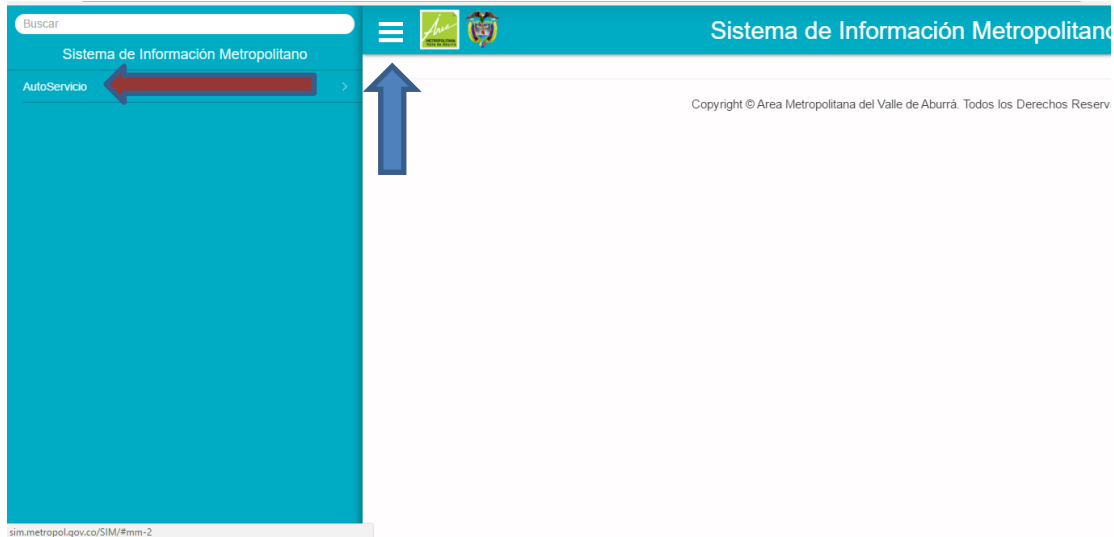 Buscar
Sistema de Información Metropolitano
AutoServicio
Sistema de Información Metropolitano
Copyright © Area Metropolitana del Valle de Aburrá. Todos los Derechos Reserv
sim.metropol.gov.co/SIM/#mm-2